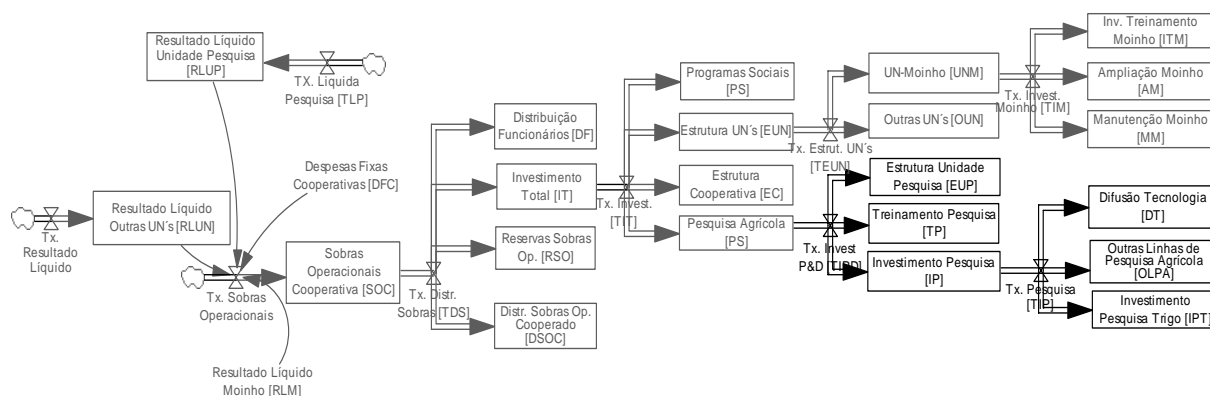 Resultado Líquido
Unidade Pesquisa
[RLUP]
TX. Líquida
Pesquisa [TLP]
Despesas Fixas
Cooperativas [DFC]
Resultado Líquido
Outras UN´s [RLUN]
Tx.
Resultado
Líquido
Tx. Sobras
Operacionais
Resultado Líquido
Moinho [RLM]
Sobras
Operacionais
Cooperativa [SOC]
Tx. Distr.
Sobras [TDS]
Distribuição
Funcionários [DF]
Investimento
Total [IT]
Reservas Sobras
Op. [RSO]
Distr. Sobras Op.
Cooperado
[DSOC]
Tx. Invest.
[TIT]
Programas Sociais
[PS]
Estrutura UN´s [EUN]
Estrutura
Cooperativa [EC]
Pesquisa Agrícola
[PS]
Tx. Estrut. UN´s
[TEUN]
UN-Moinho [UNM]
Outras UN´s [OUN]
Tx. Invest.
Moinho [TIM]
Inv. Treinamento
Moinho [ITM]
Ampliação Moinho
[AM]
Manutenção Moinho
[MM]
Tx. Invest
P&D [TIPD]
Estrutura Unidade
Pesquisa [EUP]
Treinamento Pesquisa
[TP]
Investimento Pesquisa
[IP]
Tx. Pesquisa
[TIP]
Difusão Tecnologia
[DT]
Outras Linhas de
Pesquisa Agrícola
[OLPA]
Investimento
Pesquisa Trigo [IPT]